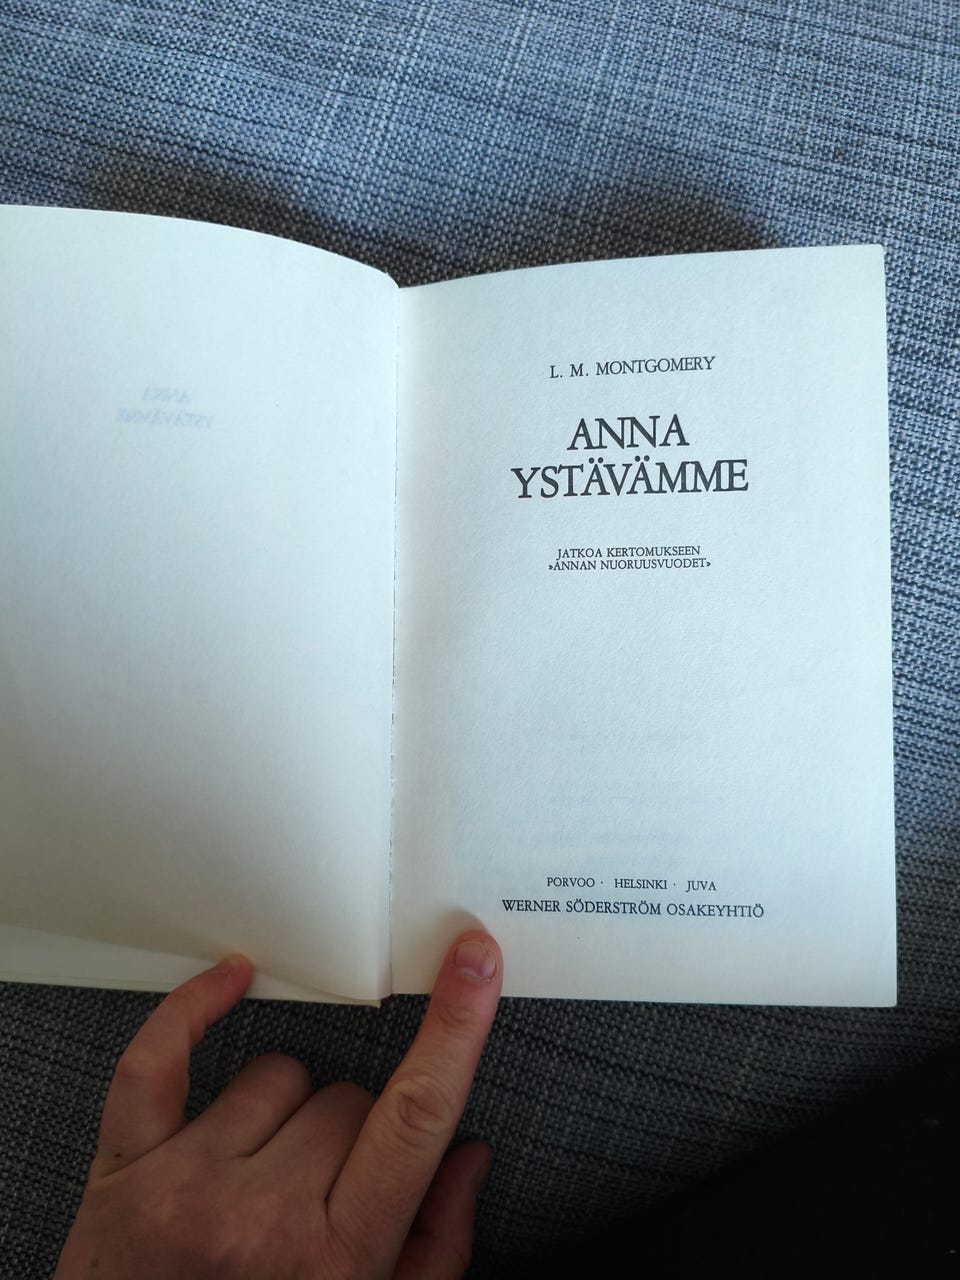 L. M. MONTGOMERY
ANNA
YSTÄVÄMME
JATKOA KERTOMUKSEEN
»ANNAN NUORUUSVUODET»
PORVOO · HELSINKI · JUVA
WERNER SÖDERSTRÖM OSAKEYHTIÖ